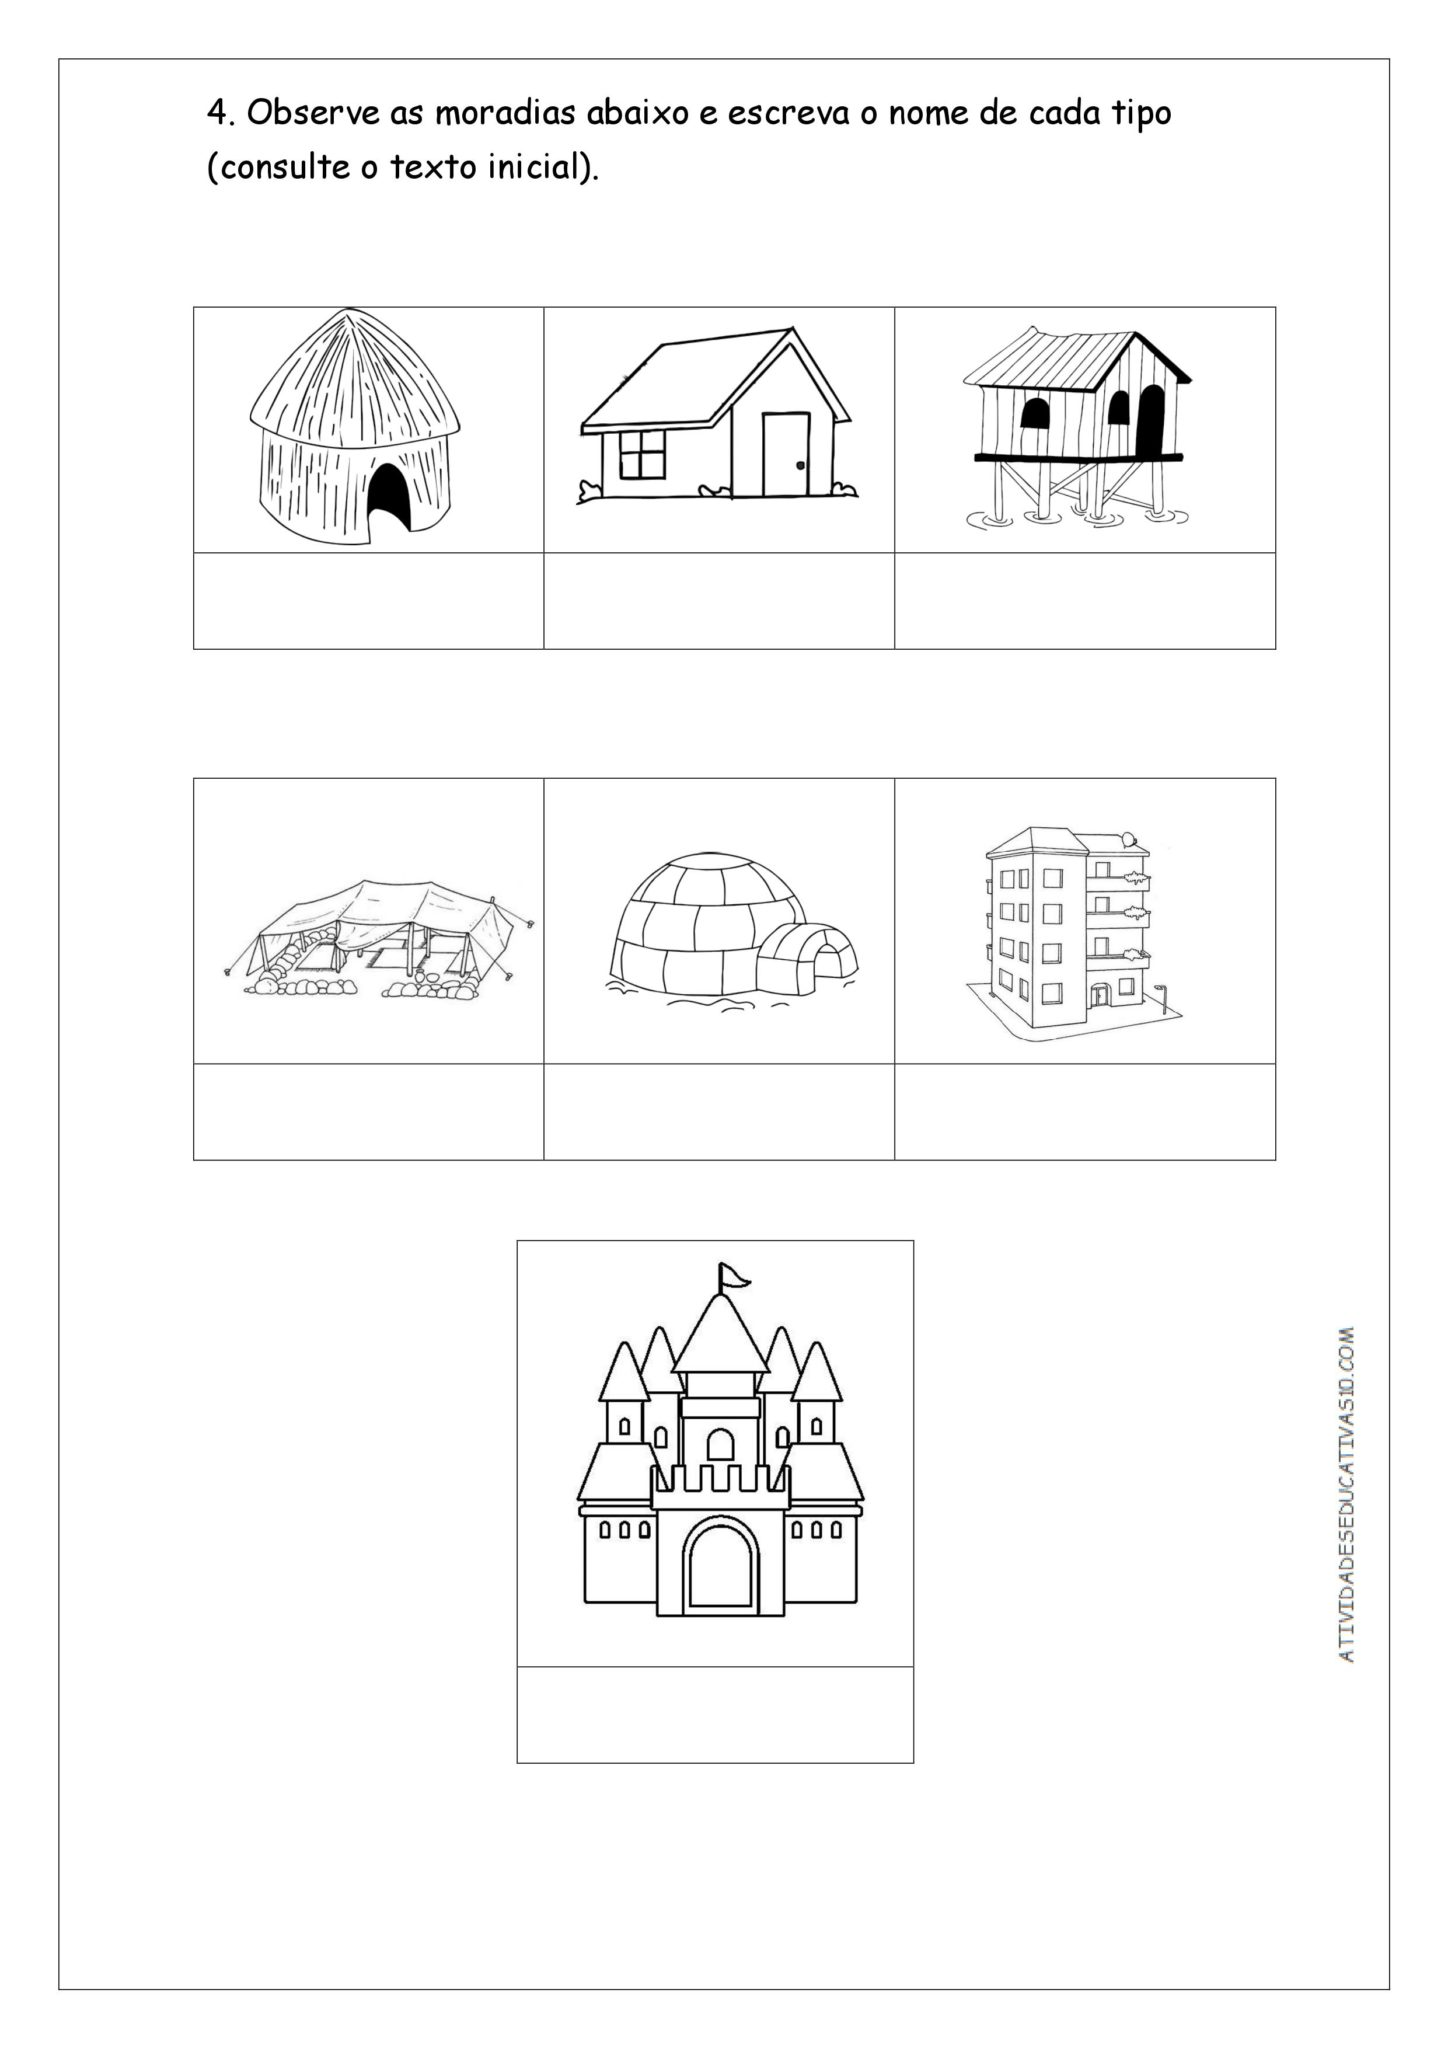 4. Observe as moradias abaixo e escreva o nome de cada tipo
(consulte o texto inicial).
ATIVIDADESEDUCATIVAS10.COM